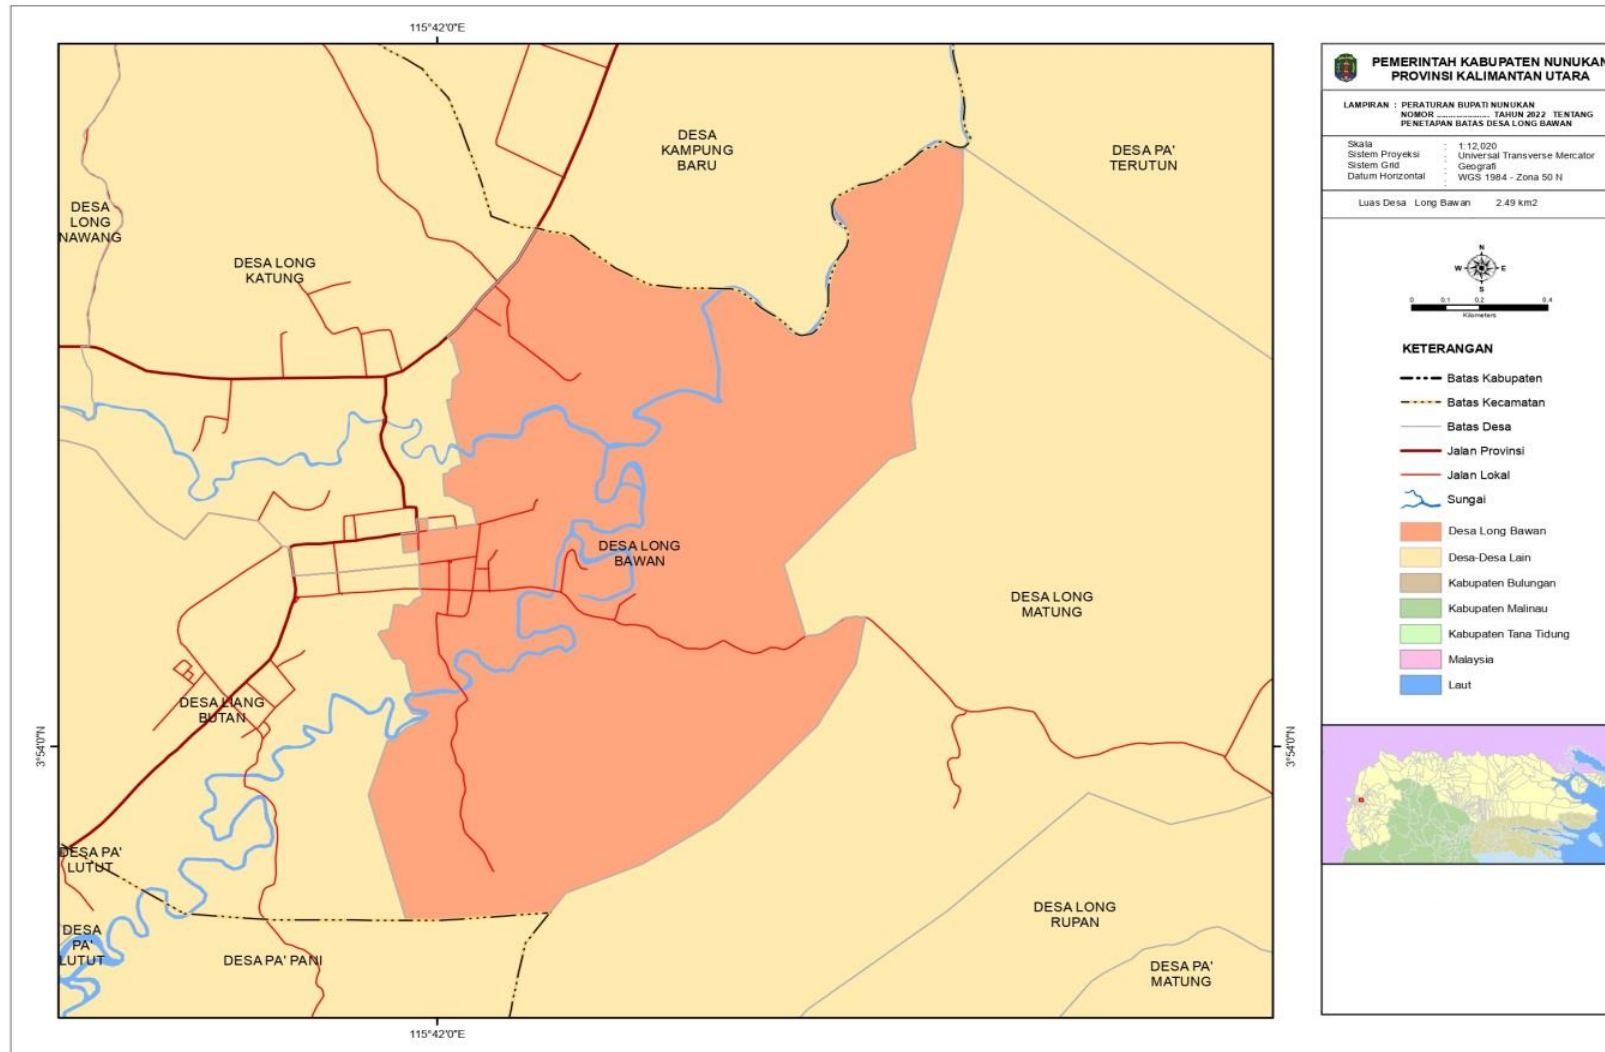 115°42'0"E
DESA
KAMPUNG
BARU
DESA PA'
TERUTUN
DESA
LONG
NAWANG
DESA LONG
KATUNG
DESA LONG
BAWAN
DESA LONG
MATUNG
DESA LIANG
BUTAN
3°54'0"N
3°54'0"N
DESA PA'
LUTUT
DESA
PA'
LUTUT
DESA PA' PANI
DESA LONG
RUPAN
DESA PA'
MATUNG
115°42'0"E
PEMERINTAH KABUPATEN NUNUKAN
PROVINSI KALIMANTAN UTARA
LAMPIRAN : PERATURAN BUPATI NUNUKAN
NOMOR ................... TAHUN 2022 TENTANG
PENETAPAN BATAS DESA LONG BAWAN
Skala : 1:12,020
Sistem Proyeksi : Universal Transverse Mercator
Sistem Grid : Geografi
Datum Horizontal : WGS 1984 - Zona 50 N
Luas Desa Long Bawan 2.49 km2
N
W E
S
0 0.1 0.2 0.4
Kilometers
KETERANGAN
Batas Kabupaten
Batas Kecamatan
Batas Desa
Jalan Provinsi
Jalan Lokal
Sungai
Desa Long Bawan
Desa-Desa Lain
Kabupaten Bulungan
Kabupaten Malinau
Kabupaten Tana Tidung
Malaysia
Laut